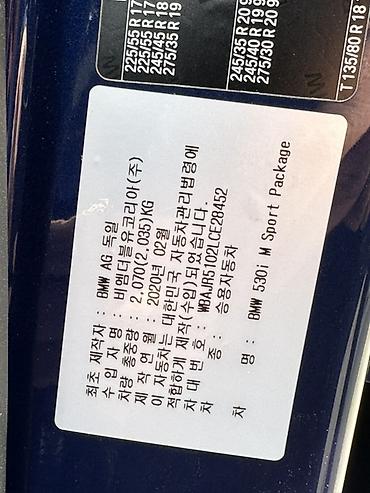 225/55 R 17
225/55 R 17
245/45 R 18
275/35 R 19
245/35 R 20
245/40 R 19
275/30 R 20
T 135/80 R 18
최초 제작자 : BMW AG 독일
수 입 자 명 : 비엠더블유코리아(주)
차량 총중량 : 2,070(2,035)KG
제 작 연 월 : 2020년 02월
이 자동차는 대한민국 자동차관리법령에
적합하게 제작(수입)되었습니다.
차 대 번 호 : WBAJR5102LCE28452
차 종 : 승용자동차
차 명 : BMW 530i M Sport Package